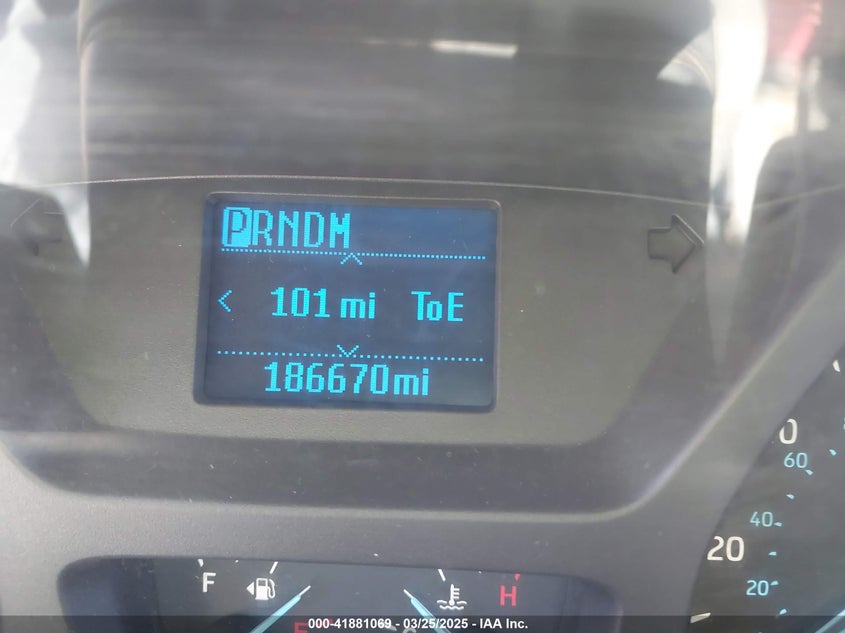 PRNDM
< 101 mi ToE
186670mi
0
60
40
20
20
F
H
E
000-41881069 • 03/25/2025 - IAA Inc.